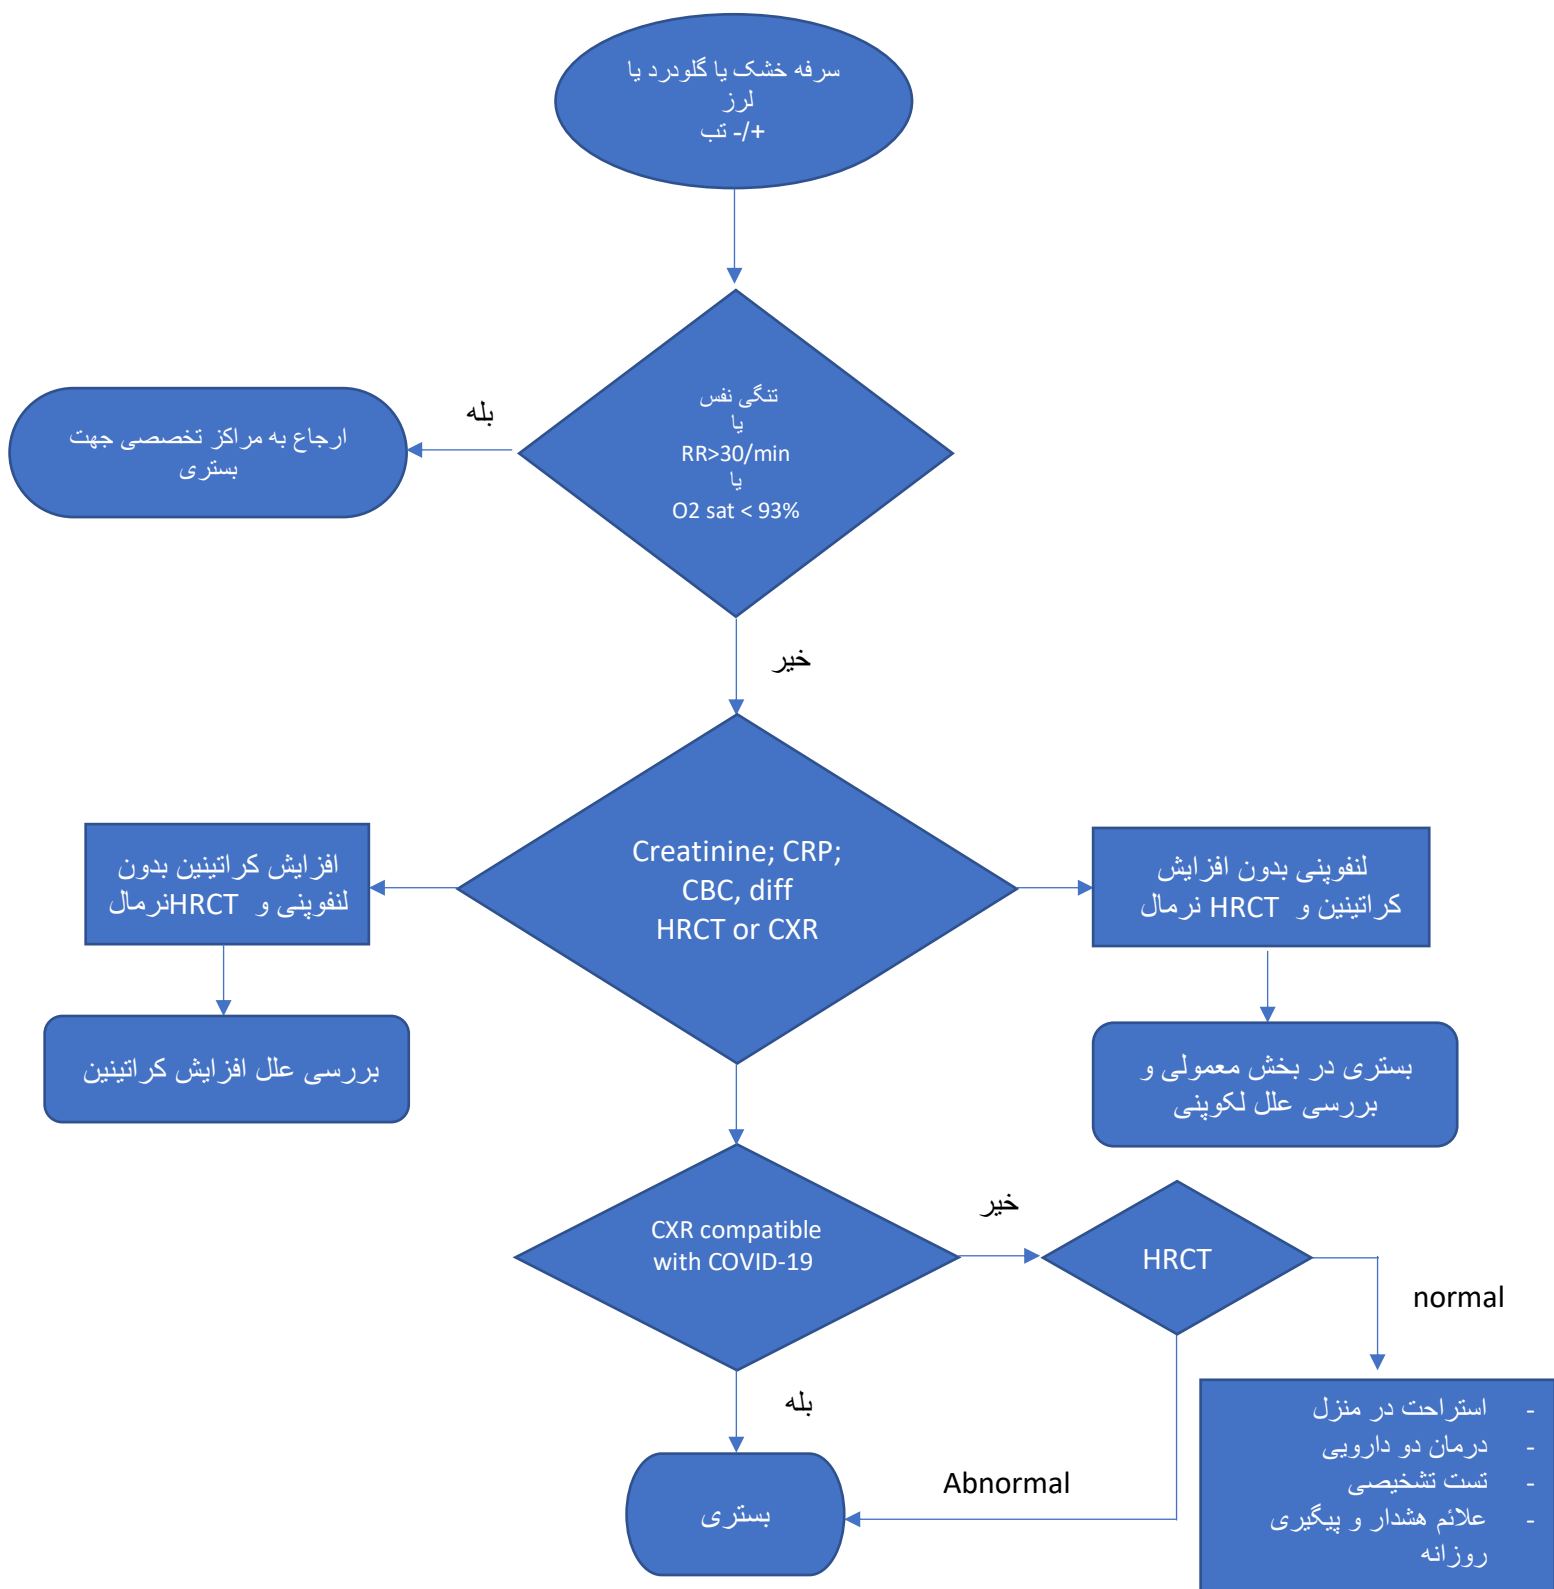 سرفه خشک یا گلودرد یا
لرز
+/- تب
تنگی نفس
یا
RR>30/min
یا
O2 sat < 93%
بله
ارجاع به مراکز تخصصی جهت
بستری
خیر
Creatinine; CRP;
CBC, diff
HRCT or CXR
افزایش کراتینین بدون
لنفوپنی و HRCTنرمال
بررسی علل افزایش کراتینین
لنفوپنی بدون افزایش
کراتینین و HRCT نرمال
بستری در بخش معمولی و
بررسی علل لکوپنی
CXR compatible
with COVID-19
خیر
HRCT
normal
بله
Abnormal
بستری
- استراحت در منزل
- درمان دو دارویی
- تست تشخیصی
- علائم هشدار و پیگیری
روزانه